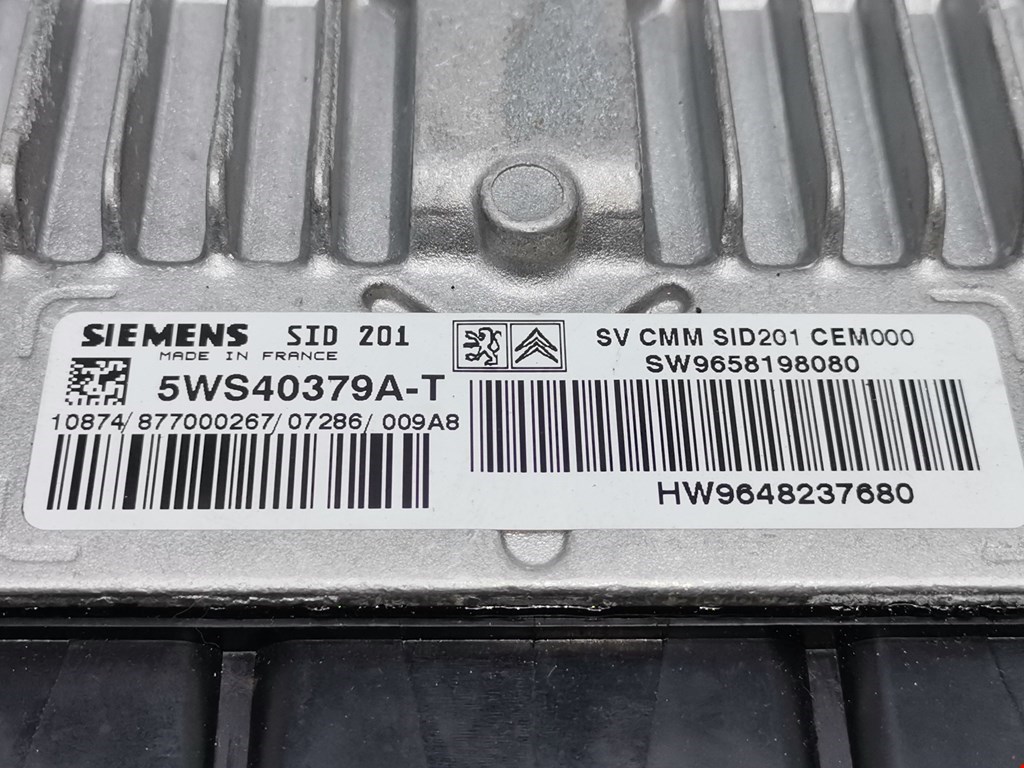 SIEMENS SID 201
MADE IN FRANCE
5WS40379A-T
10874/877000267/07286/009A8
SV CMM SID201 CEM000
SW9658198080
HW9648237680